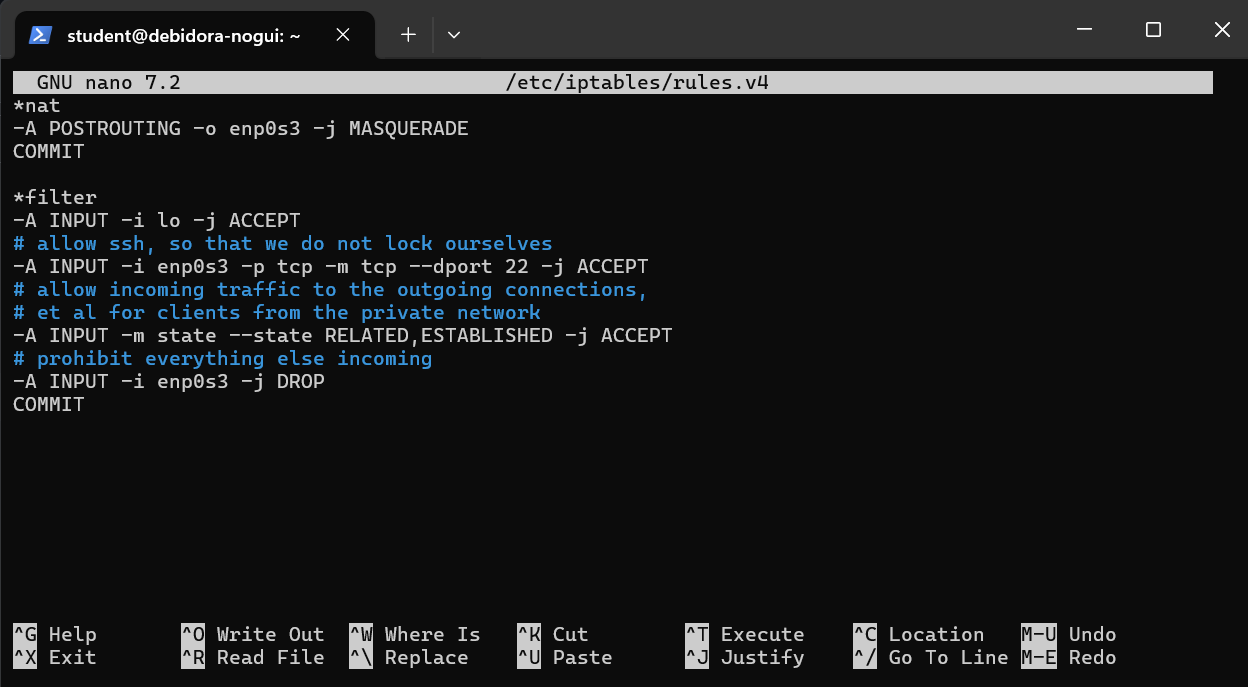 student@debidora-nogui: ~
GNU nano 7.2 /etc/iptables/rules.v4
*nat
-A POSTROUTING -o enp0s3 -j MASQUERADE
COMMIT
*filter
-A INPUT -i lo -j ACCEPT
# allow ssh, so that we do not lock ourselves
-A INPUT -i enp0s3 -p tcp -m tcp --dport 22 -j ACCEPT
# allow incoming traffic to the outgoing connections,
# et al for clients from the private network
-A INPUT -m state --state RELATED,ESTABLISHED -j ACCEPT
# prohibit everything else incoming
-A INPUT -i enp0s3 -j DROP
COMMIT
^G Help ^O Write Out ^W Where Is ^K Cut ^T Execute ^C Location M-U Undo
^X Exit ^R Read File ^\ Replace ^U Paste ^J Justify ^/ Go To Line M-E Redo